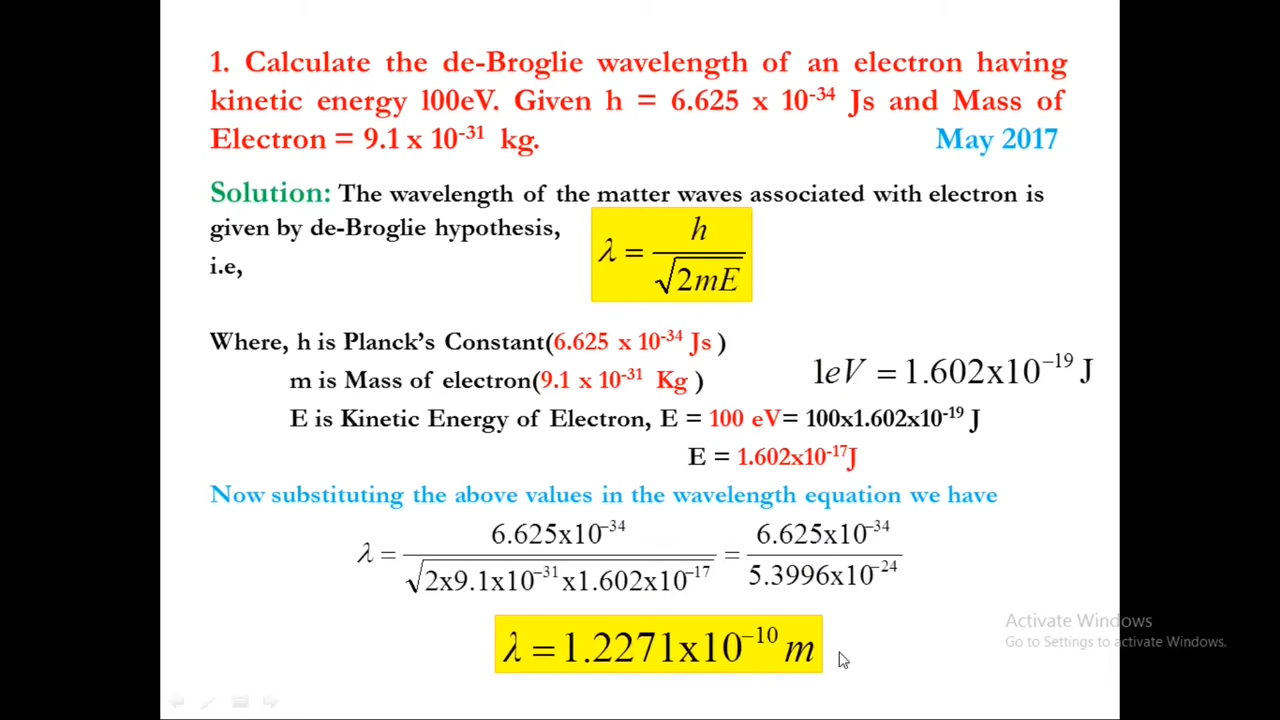 1. Calculate the de-Broglie wavelength of an electron having
kinetic energy 100eV. Given h = 6.625 x 10⁻³⁴ Js and Mass of
Electron = 9.1 x 10⁻³¹ kg. May 2017
Solution: The wavelength of the matter waves associated with electron is
given by de-Broglie hypothesis,
i.e,
λ = h / √2mE
Where, h is Planck's Constant(6.625 x 10⁻³⁴ Js )
m is Mass of electron(9.1 x 10⁻³¹ Kg )
1eV = 1.602x10⁻¹⁹ J
E is Kinetic Energy of Electron, E = 100 eV= 100x1.602x10⁻¹⁹ J
E = 1.602x10⁻¹⁷J
Now substituting the above values in the wavelength equation we have
λ = 6.625x10⁻³⁴ / √2x9.1x10⁻³¹x1.602x10⁻¹⁷ = 6.625x10⁻³⁴ / 5.3996x10⁻²⁴
λ = 1.2271x10⁻¹⁰ m
Activate Windows
Go to Settings to activate Windows.